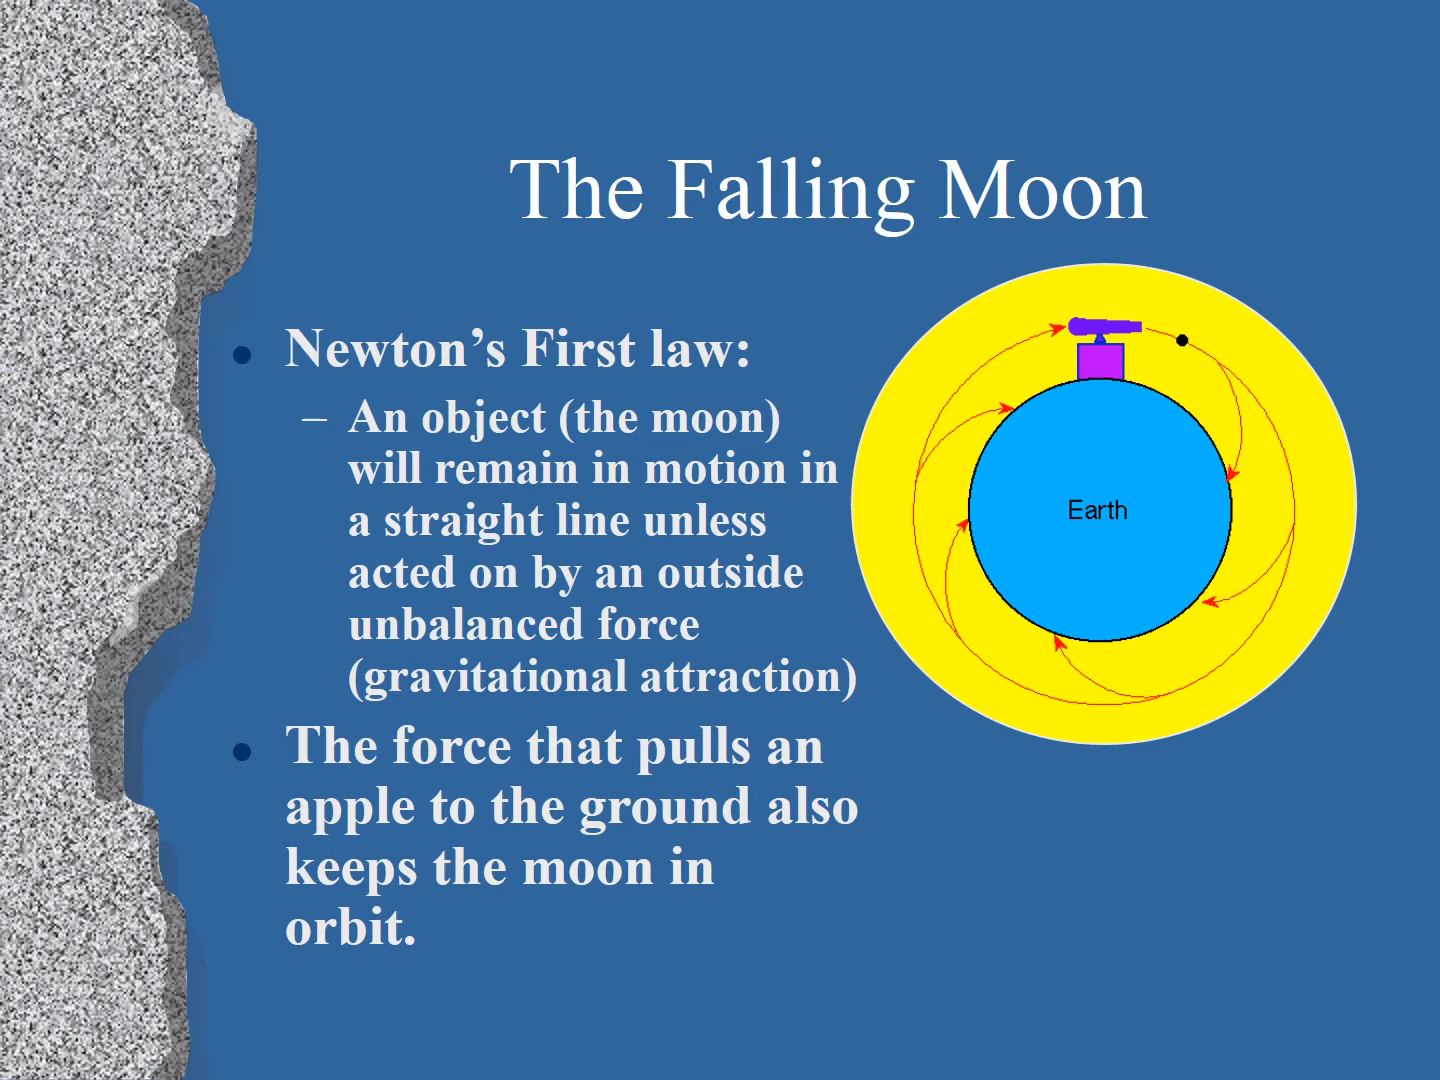 The Falling Moon
• Newton’s First law:
– An object (the moon)
will remain in motion in
a straight line unless
acted on by an outside
unbalanced force
(gravitational attraction)
• The force that pulls an
apple to the ground also
keeps the moon in
orbit.
Earth